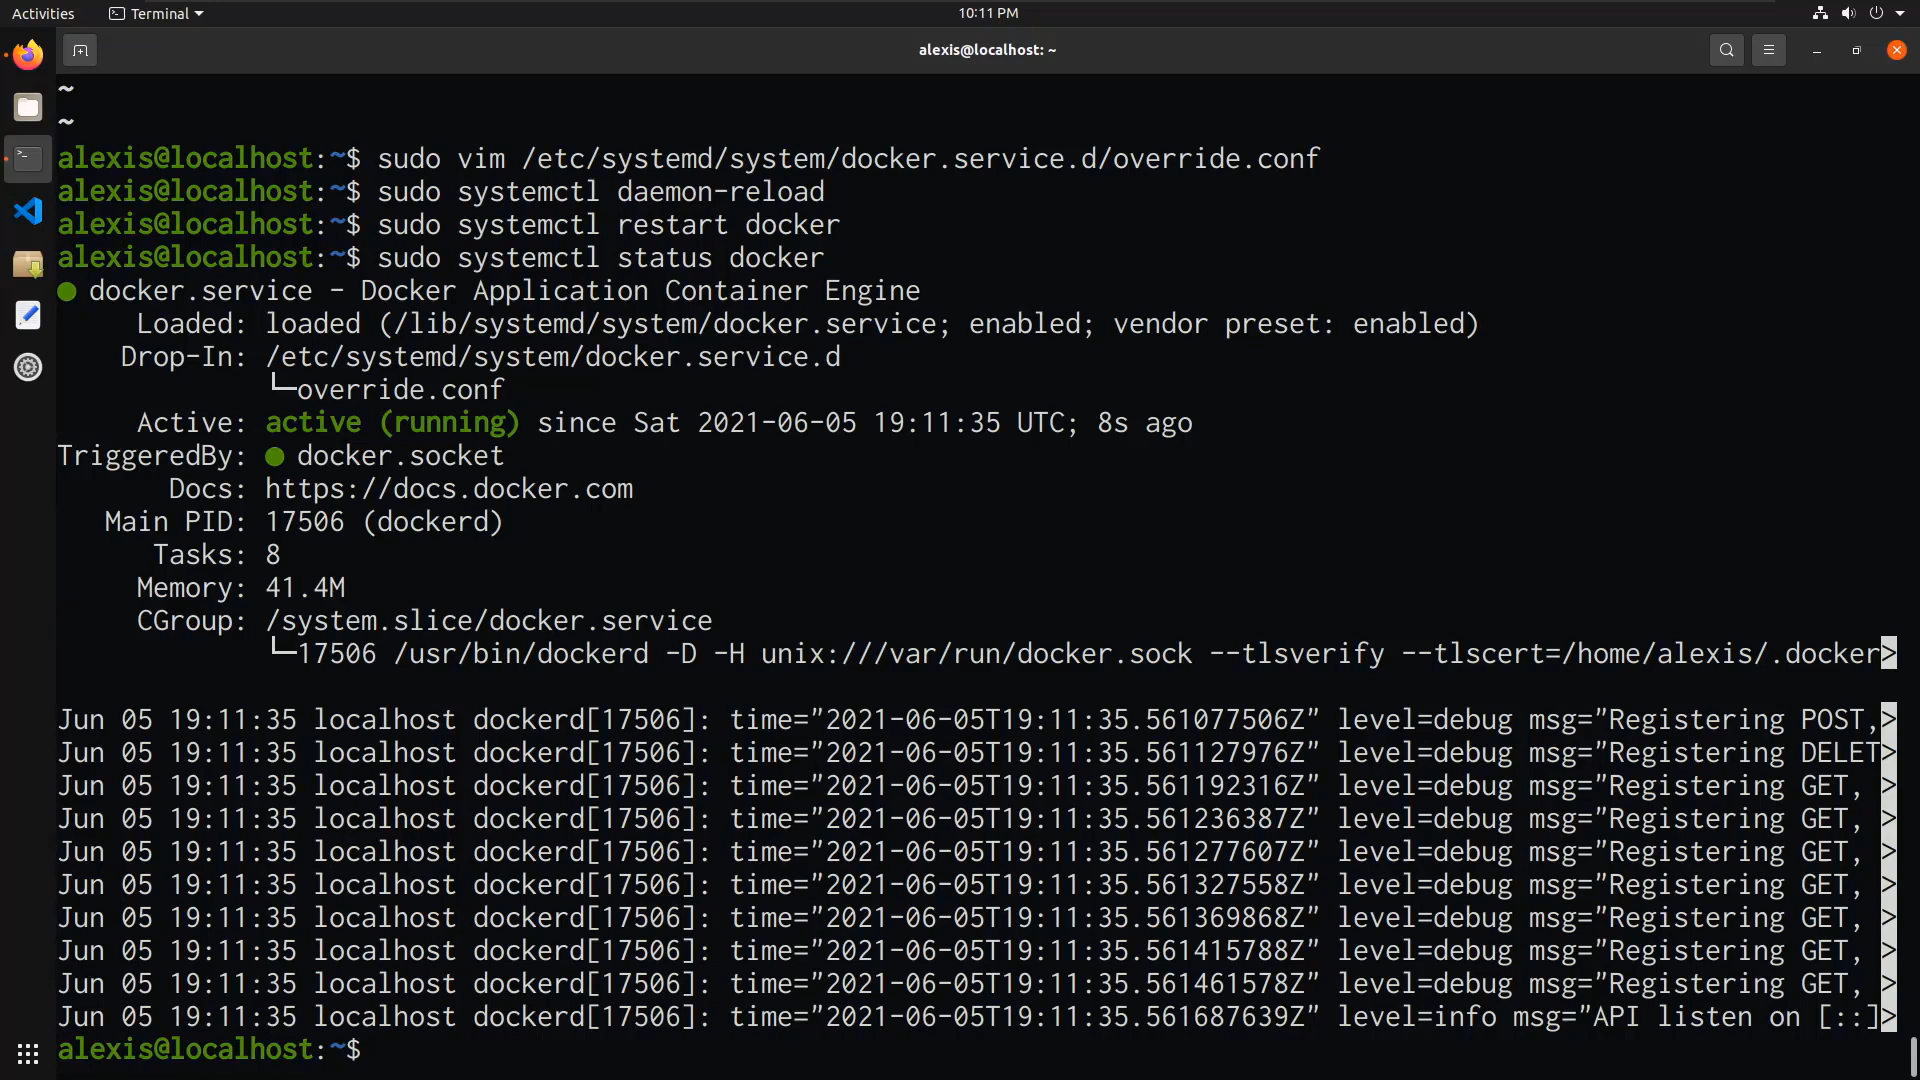 Activities Terminal 10:11 PM
alexis@localhost: ~
~
~
alexis@localhost:~$ sudo vim /etc/systemd/system/docker.service.d/override.conf
alexis@localhost:~$ sudo systemctl daemon-reload
alexis@localhost:~$ sudo systemctl restart docker
alexis@localhost:~$ sudo systemctl status docker
● docker.service - Docker Application Container Engine
Loaded: loaded (/lib/systemd/system/docker.service; enabled; vendor preset: enabled)
Drop-In: /etc/systemd/system/docker.service.d
└─override.conf
Active: active (running) since Sat 2021-06-05 19:11:35 UTC; 8s ago
TriggeredBy: ● docker.socket
Docs: https://docs.docker.com
Main PID: 17506 (dockerd)
Tasks: 8
Memory: 41.4M
CGroup: /system.slice/docker.service
└─17506 /usr/bin/dockerd -D -H unix:///var/run/docker.sock --tlsverify --tlscert=/home/alexis/.docker>
Jun 05 19:11:35 localhost dockerd[17506]: time="2021-06-05T19:11:35.561077506Z" level=debug msg="Registering POST,>
Jun 05 19:11:35 localhost dockerd[17506]: time="2021-06-05T19:11:35.561127976Z" level=debug msg="Registering DELET>
Jun 05 19:11:35 localhost dockerd[17506]: time="2021-06-05T19:11:35.561192316Z" level=debug msg="Registering GET, >
Jun 05 19:11:35 localhost dockerd[17506]: time="2021-06-05T19:11:35.561236387Z" level=debug msg="Registering GET, >
Jun 05 19:11:35 localhost dockerd[17506]: time="2021-06-05T19:11:35.561277607Z" level=debug msg="Registering GET, >
Jun 05 19:11:35 localhost dockerd[17506]: time="2021-06-05T19:11:35.561327558Z" level=debug msg="Registering GET, >
Jun 05 19:11:35 localhost dockerd[17506]: time="2021-06-05T19:11:35.561369868Z" level=debug msg="Registering GET, >
Jun 05 19:11:35 localhost dockerd[17506]: time="2021-06-05T19:11:35.561415788Z" level=debug msg="Registering GET, >
Jun 05 19:11:35 localhost dockerd[17506]: time="2021-06-05T19:11:35.561461578Z" level=debug msg="Registering GET, >
Jun 05 19:11:35 localhost dockerd[17506]: time="2021-06-05T19:11:35.561687639Z" level=info msg="API listen on [::]>
alexis@localhost:~$